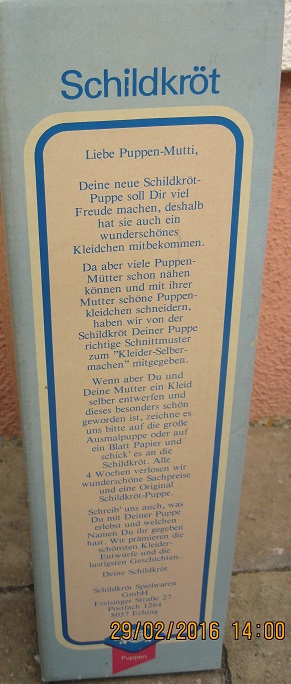 Schildkröt
Liebe Puppen-Mutti,
Deine neue Schildkröt-
Puppe soll Dir viel
Freude machen, deshalb
hat sie auch ein
wunderschönes
Kleidchen mitbekommen.
Da aber viele Puppen-
Mütter schon nähen
können und mit ihrer
Mutter schöne Puppen-
kleidchen schneidern,
haben wir von der
Schildkröt Deiner Puppe
richtige Schnittmuster
zum "Kleider-Selber-
machen" mitgegeben.
Wenn aber Du und
Deine Mutter ein Kleid
selber entwerfen und
dieses besonders schön
geworden ist, zeichne es
uns bitte auf die große
Ausmalpuppe oder auf
ein Blatt Papier und
schick' es an die
Schildkröt. Alle
4 Wochen verlosen wir
wunderschöne Sachpreise
und eine Original
Schildkröt-Puppe.
Schreib' uns auch, was
Du mit Deiner Puppe
erlebst und welchen
Namen Du ihr gegeben
hast. Wir prämieren die
schönsten Kleider-
Entwürfe und die
lustigsten Geschichten.
Deine Schildkröt
Schildkröt Spielwaren
GmbH
Freisinger Straße 27
Postfach 1264
8057 Eching
29/02/2016 14:00
Puppen